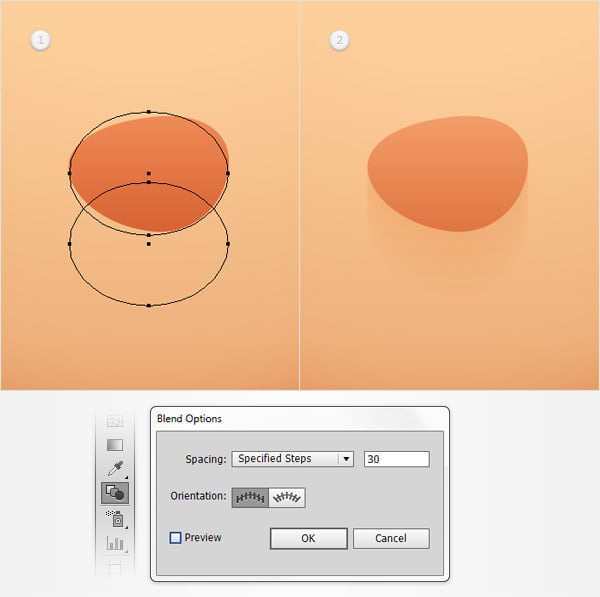 1
2
Blend Options
Spacing: Specified Steps 30
Orientation:
Preview OK Cancel